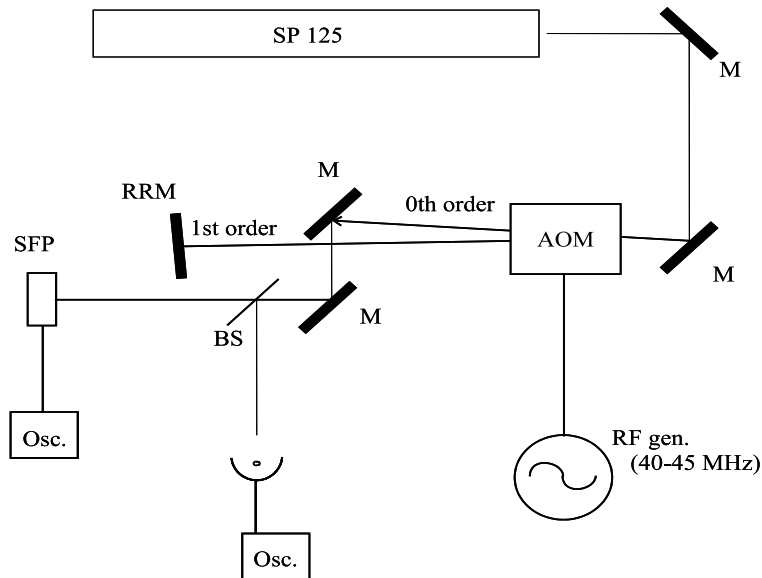 SP 125
M
M
RRM
0th order
1st order
AOM
SFP
M
M
BS
Osc.
RF gen.
(40-45 MHz)
Osc.